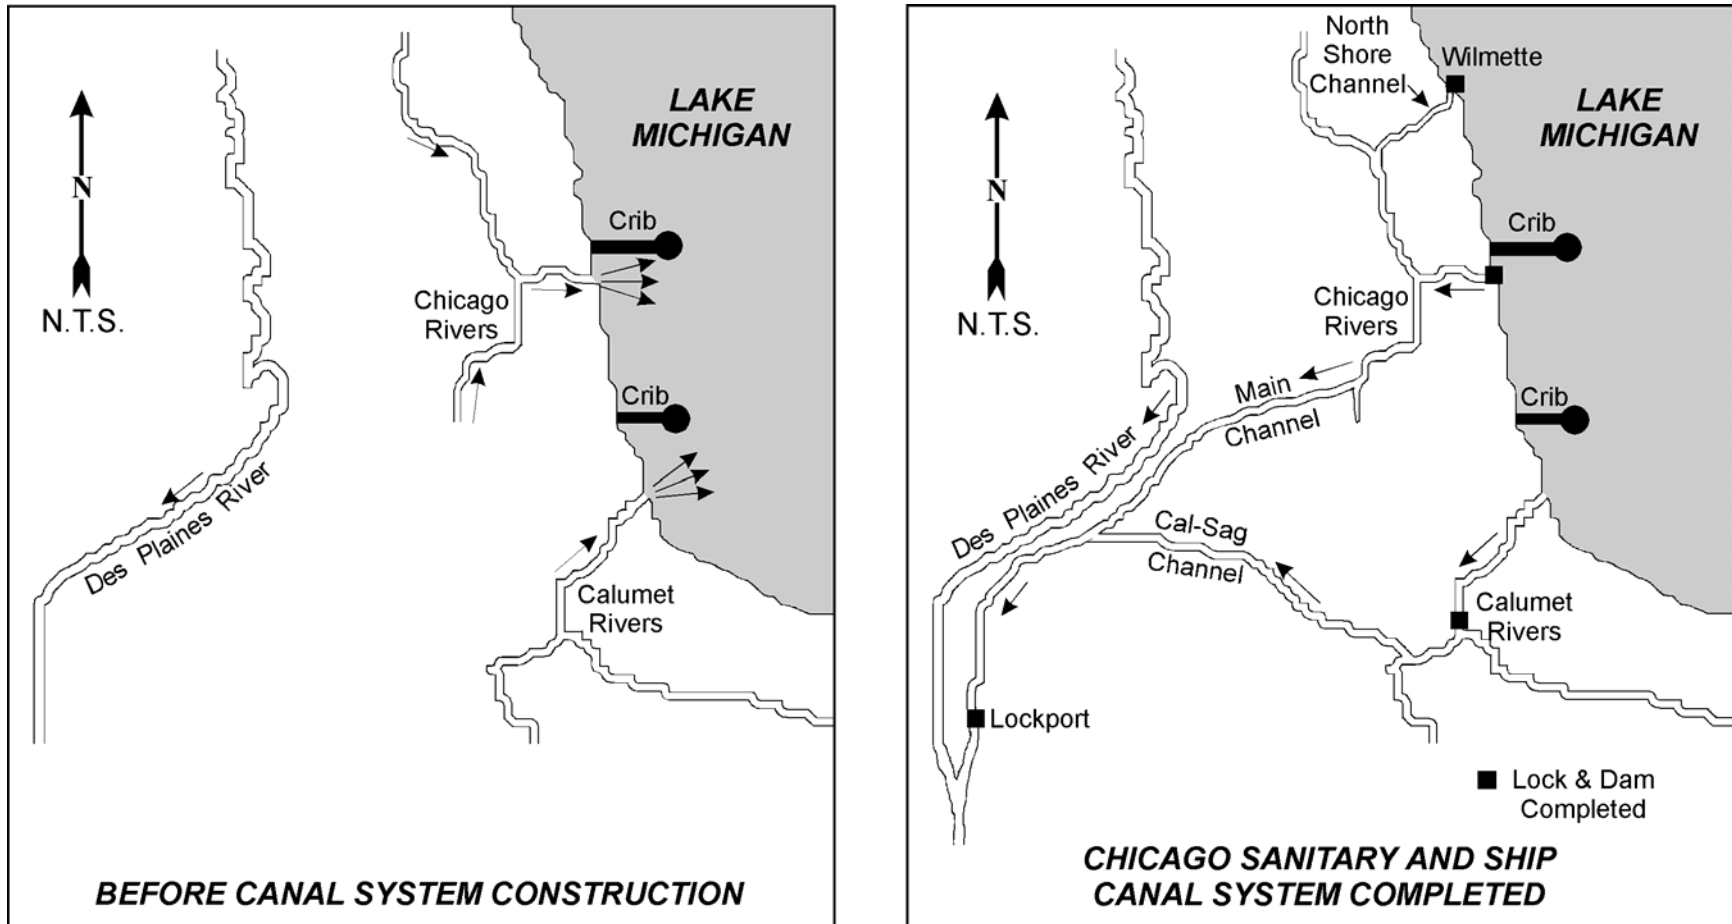 LAKE
MICHIGAN
N
N.T.S.
Crib
Chicago
Rivers
Crib
Des Plaines River
Calumet
Rivers
BEFORE CANAL SYSTEM CONSTRUCTION
North
Shore
Channel
Wilmette
LAKE
MICHIGAN
N
N.T.S.
Crib
Chicago
Rivers
Main
Channel
Crib
Des Plaines River
Cal-Sag
Channel
Calumet
Rivers
Lockport
Lock & Dam
Completed
CHICAGO SANITARY AND SHIP
CANAL SYSTEM COMPLETED